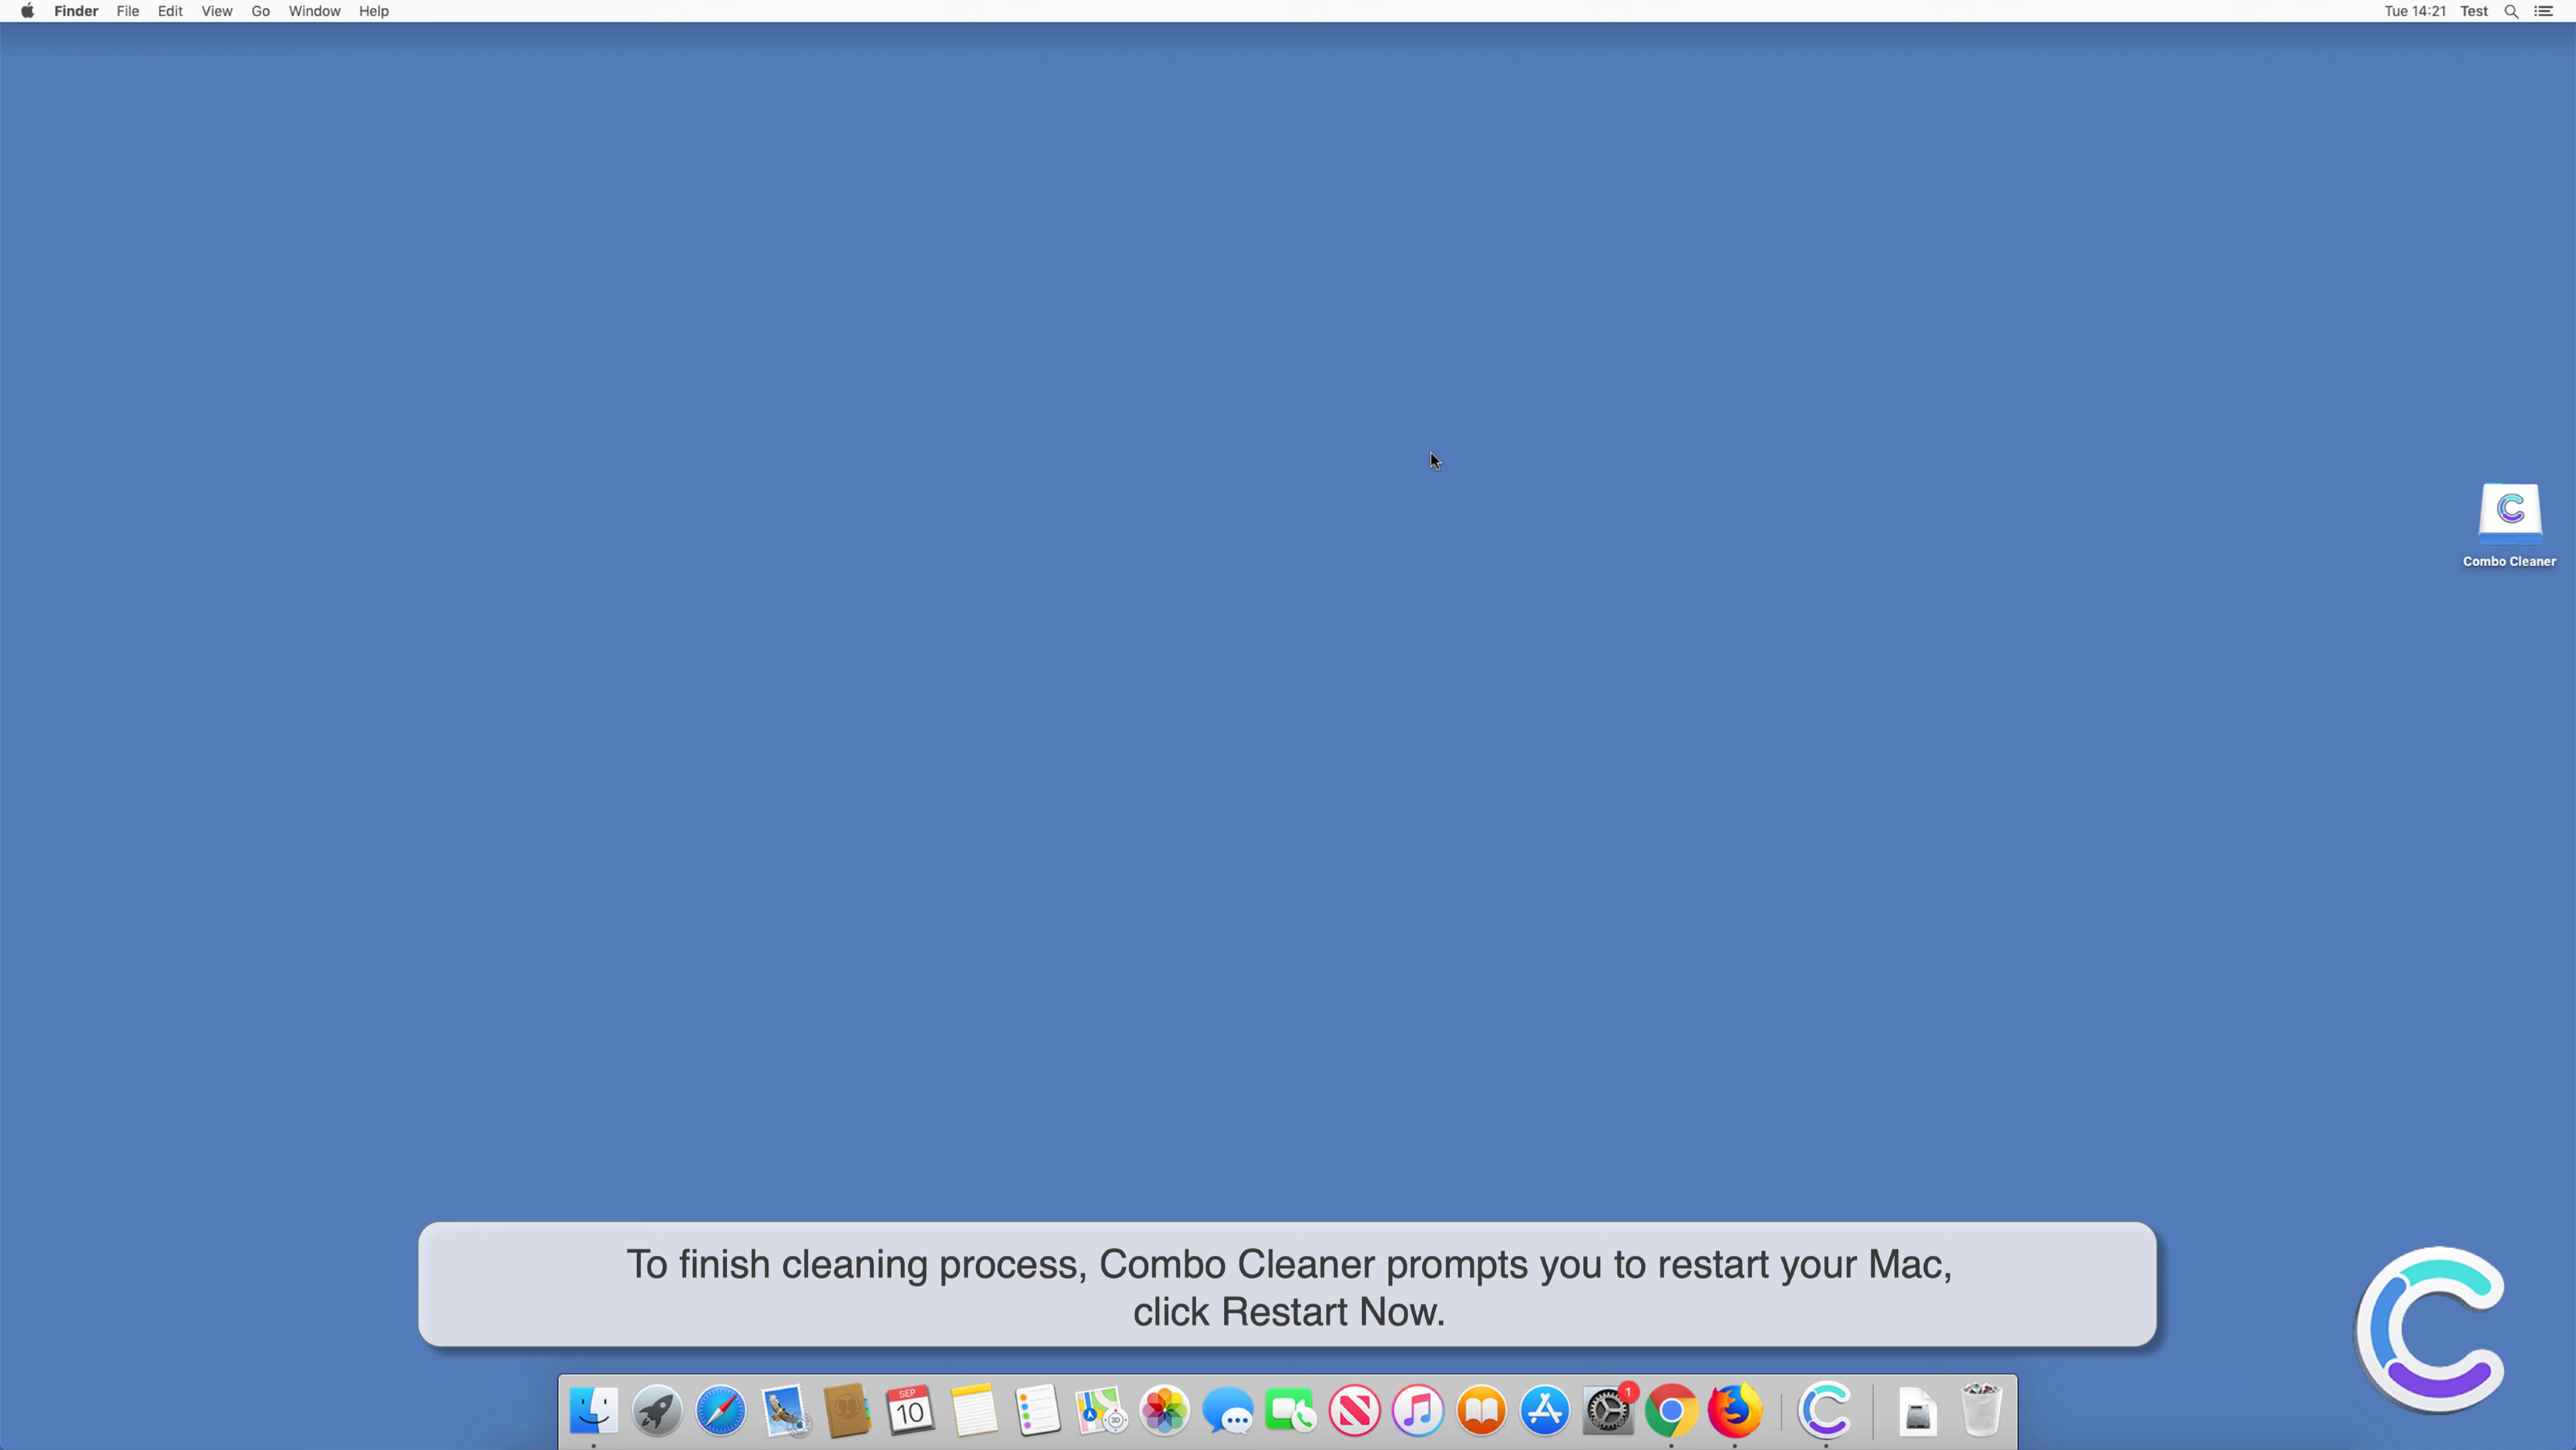 Finder File Edit View Go Window Help
Tue 14:21 Test
Combo Cleaner
To finish cleaning process, Combo Cleaner prompts you to restart your Mac,
click Restart Now.
SEP
10
3D
1